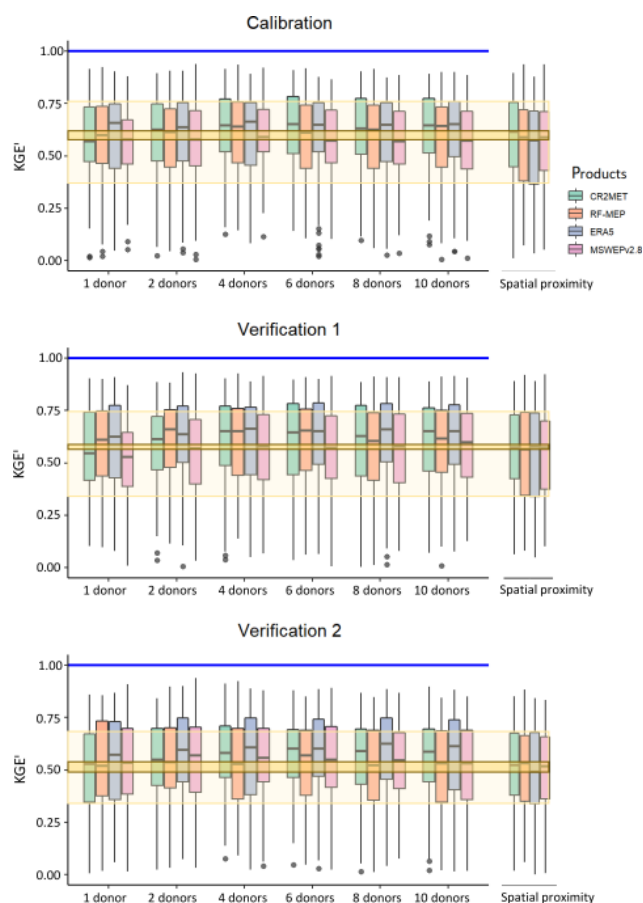 Calibration
1.00
0.75
0.50
0.25
0.00
KGE'
1 donor 2 donors 4 donors 6 donors 8 donors 10 donors Spatial proximity
Products
CR2MET
RF-MEP
ERA5
MSWEPv2.8
Verification 1
1.00
0.75
0.50
0.25
0.00
KGE'
1 donor 2 donors 4 donors 6 donors 8 donors 10 donors Spatial proximity
Verification 2
1.00
0.75
0.50
0.25
0.00
KGE'
1 donor 2 donors 4 donors 6 donors 8 donors 10 donors Spatial proximity